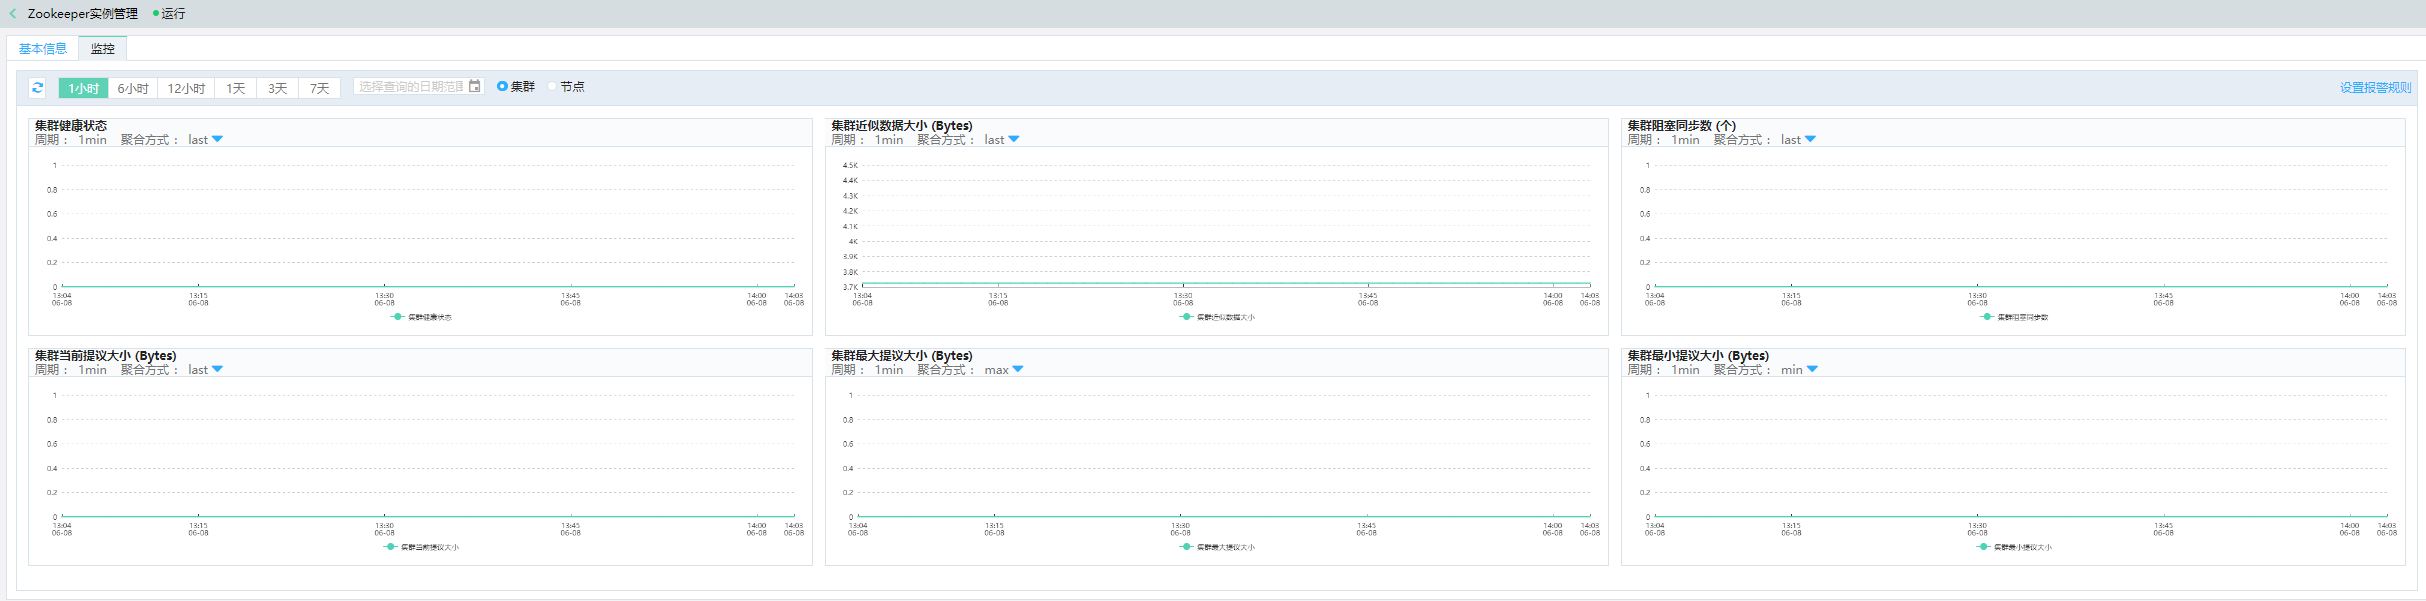 Zookeeper实例管理 运行
基本信息 监控
1小时 6小时 12小时 1天 3天 7天 选择查询的日期范围 集群 节点 设置报警规则
集群健康状态
周期： 1min 聚合方式： last
1
0.8
0.6
0.4
0.2
0
13:04 13:15 13:30 13:45 14:00 14:03
06-08 06-08 06-08 06-08 06-08 06-08
集群健康状态
集群近似数据大小 (Bytes)
周期： 1min 聚合方式： last
4.5K
4.4K
4.3K
4.2K
4.1K
4K
3.9K
3.8K
3.7K
13:04 13:15 13:30 13:45 14:00 14:03
06-08 06-08 06-08 06-08 06-08 06-08
集群近似数据大小
集群阻塞同步数 (个)
周期： 1min 聚合方式： last
1
0.8
0.6
0.4
0.2
0
13:04 13:15 13:30 13:45 14:00 14:03
06-08 06-08 06-08 06-08 06-08 06-08
集群阻塞同步数
集群当前提议大小 (Bytes)
周期： 1min 聚合方式： last
1
0.8
0.6
0.4
0.2
0
13:04 13:15 13:30 13:45 14:00 14:03
06-08 06-08 06-08 06-08 06-08 06-08
集群当前提议大小
集群最大提议大小 (Bytes)
周期： 1min 聚合方式： max
1
0.8
0.6
0.4
0.2
0
13:04 13:15 13:30 13:45 14:00 14:03
06-08 06-08 06-08 06-08 06-08 06-08
集群最大提议大小
集群最小提议大小 (Bytes)
周期： 1min 聚合方式： min
1
0.8
0.6
0.4
0.2
0
13:04 13:15 13:30 13:45 14:00 14:03
06-08 06-08 06-08 06-08 06-08 06-08
集群最小提议大小